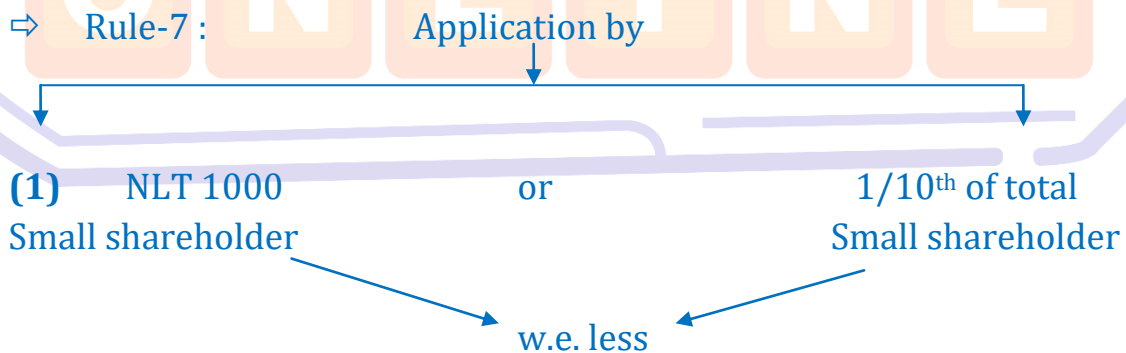 ⇨ Rule-7 : Application by
(1) NLT 1000 or 1/10th of total
Small shareholder Small shareholder
w.e. less